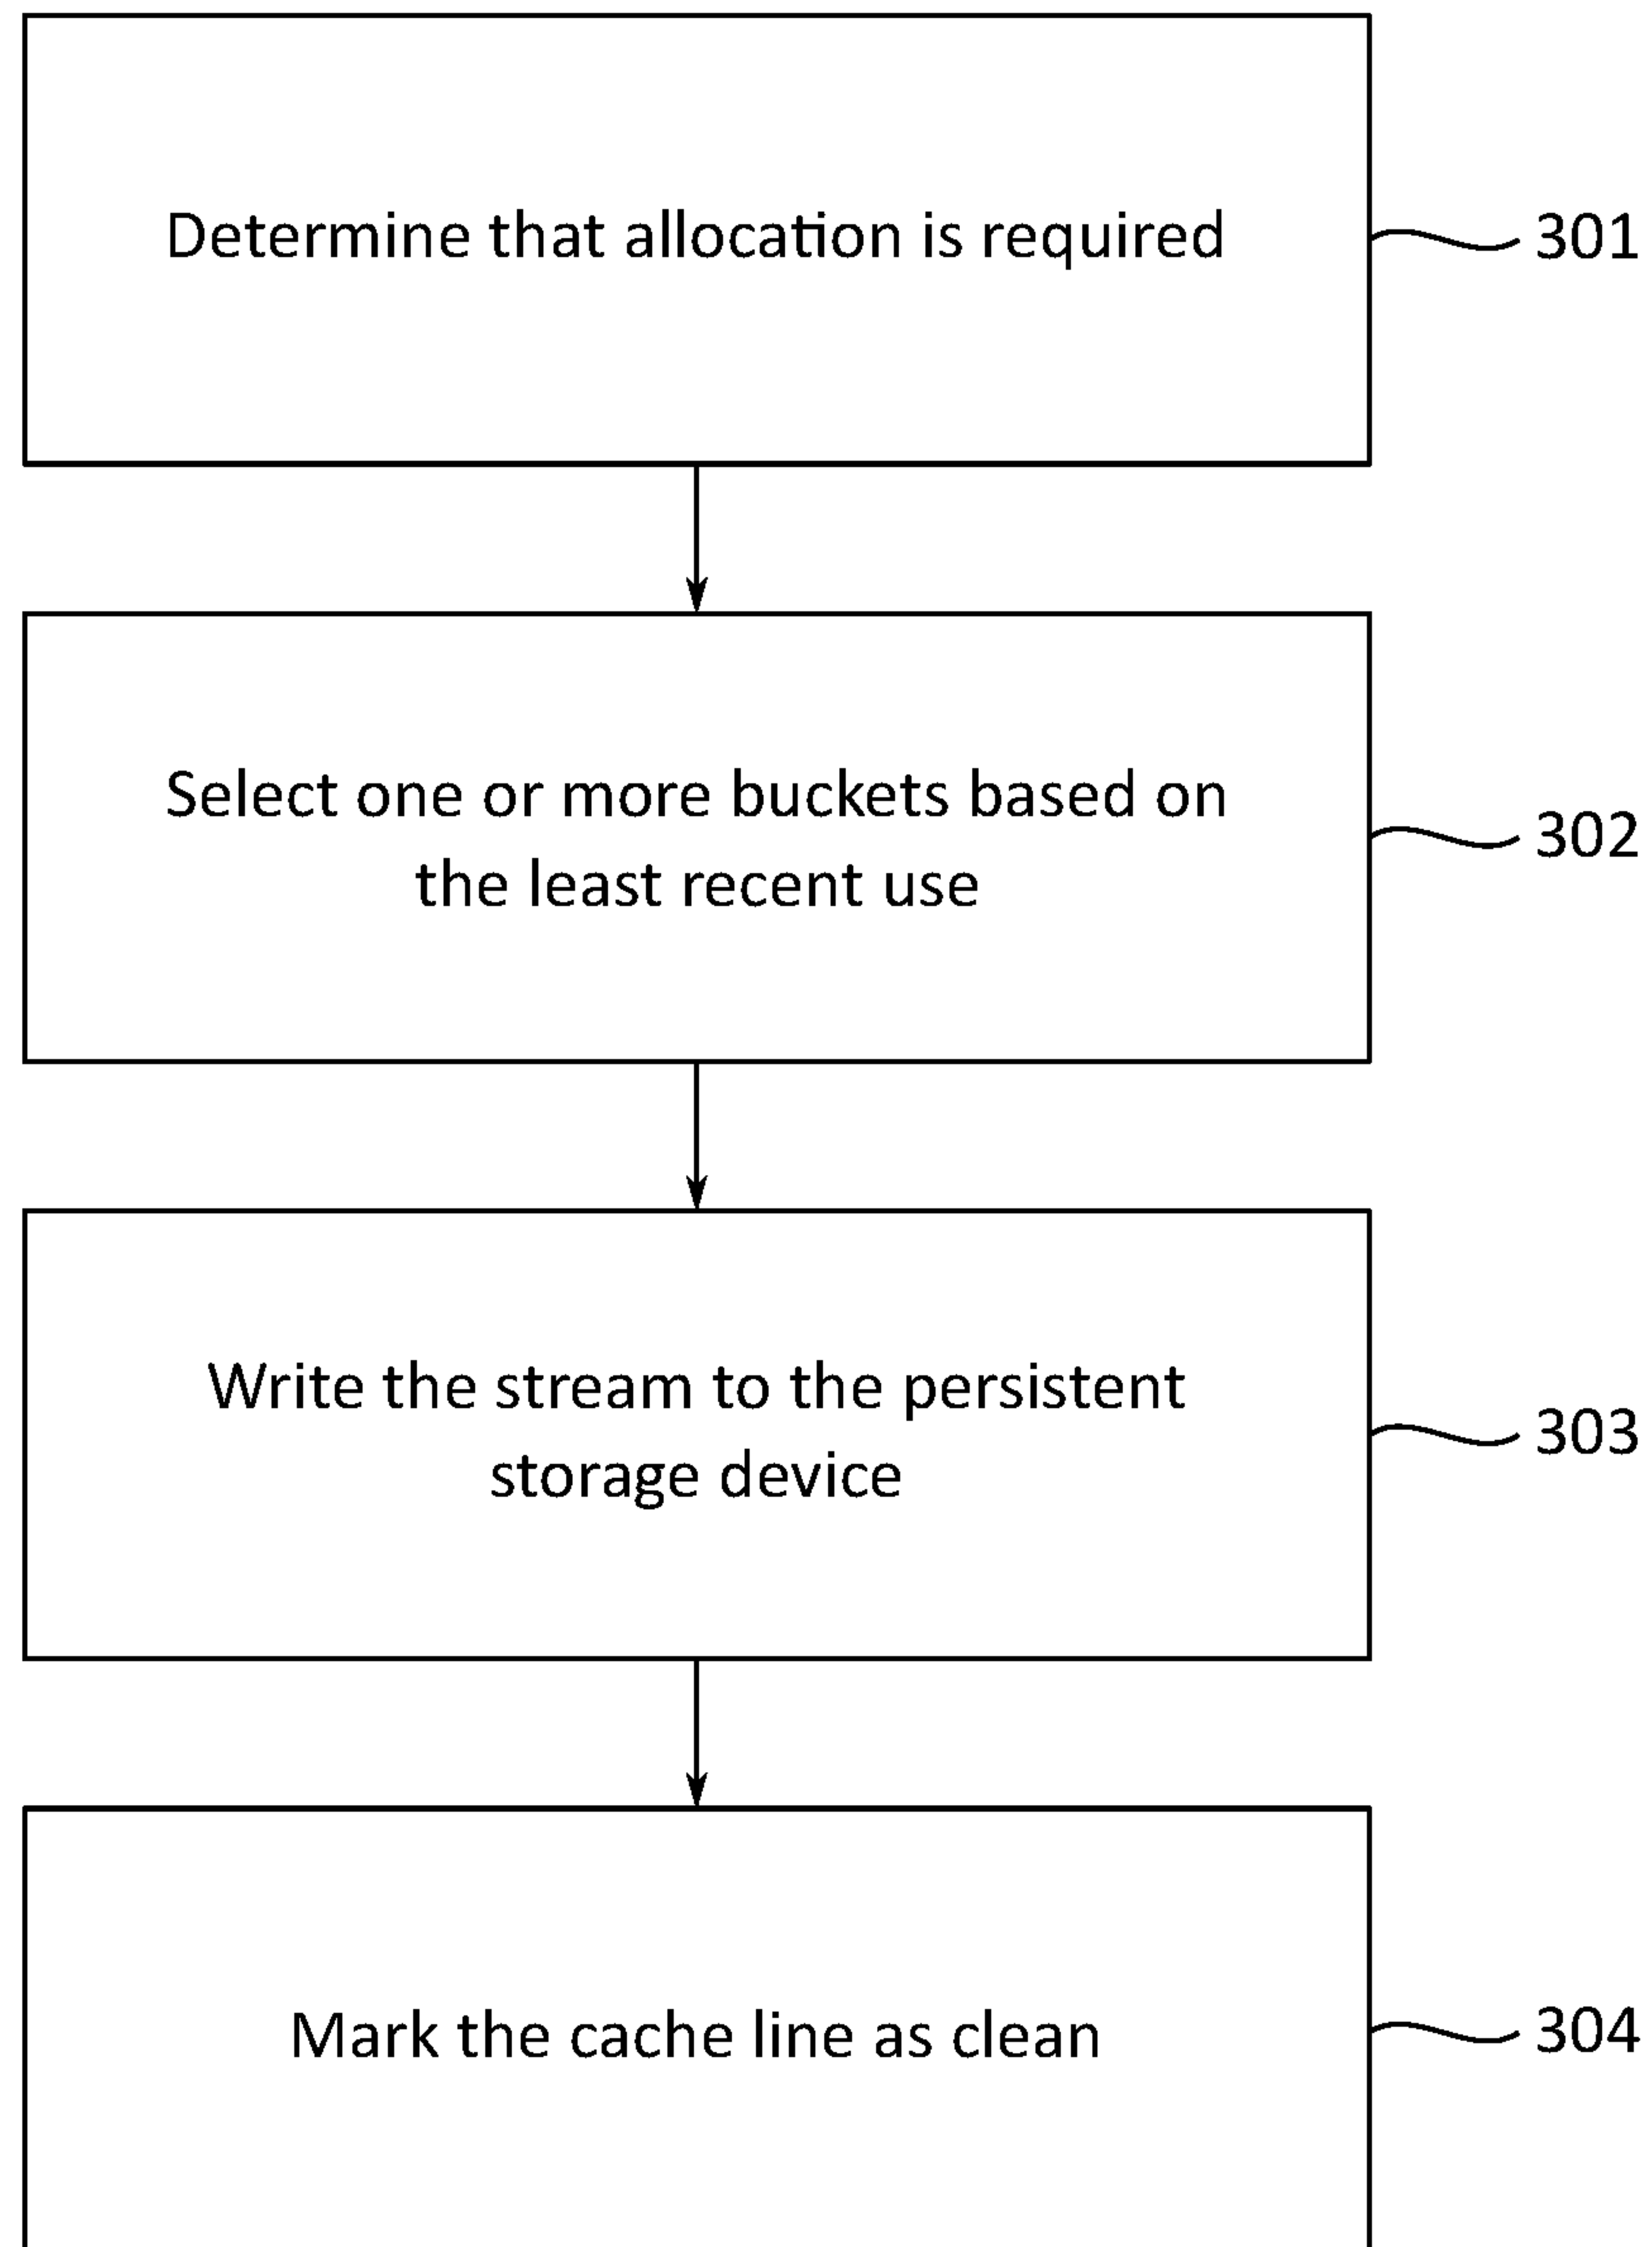 Determine that allocation is required
301
Select one or more buckets based on
the least recent use
302
Write the stream to the persistent
storage device
303
Mark the cache line as clean
304